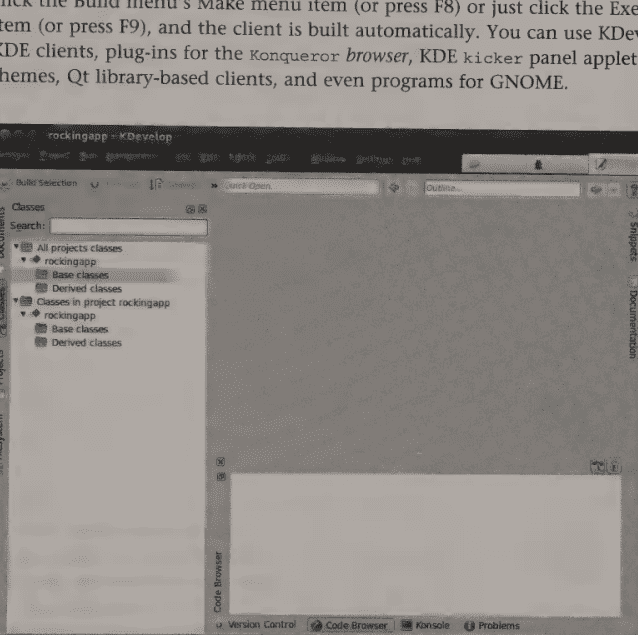 click the Build menu's Make menu item (or press F8) or just click the Exe
tem (or press F9), and the client is built automatically. You can use KDev
KDE clients, plug-ins for the Konqueror browser, KDE kicker panel applet
hemes, Qt library-based clients, and even programs for GNOME.
rockingapp - KDevelop
Build Selection
Quick Open...
Outline...
Classes
Search:
All projects classes
rockingapp
Base classes
Derived classes
Classes in project rockingapp
rockingapp
Base classes
Derived classes
Snippets
Documentation
Code Browser
Version Control
Code Browser
Konsole
Problems